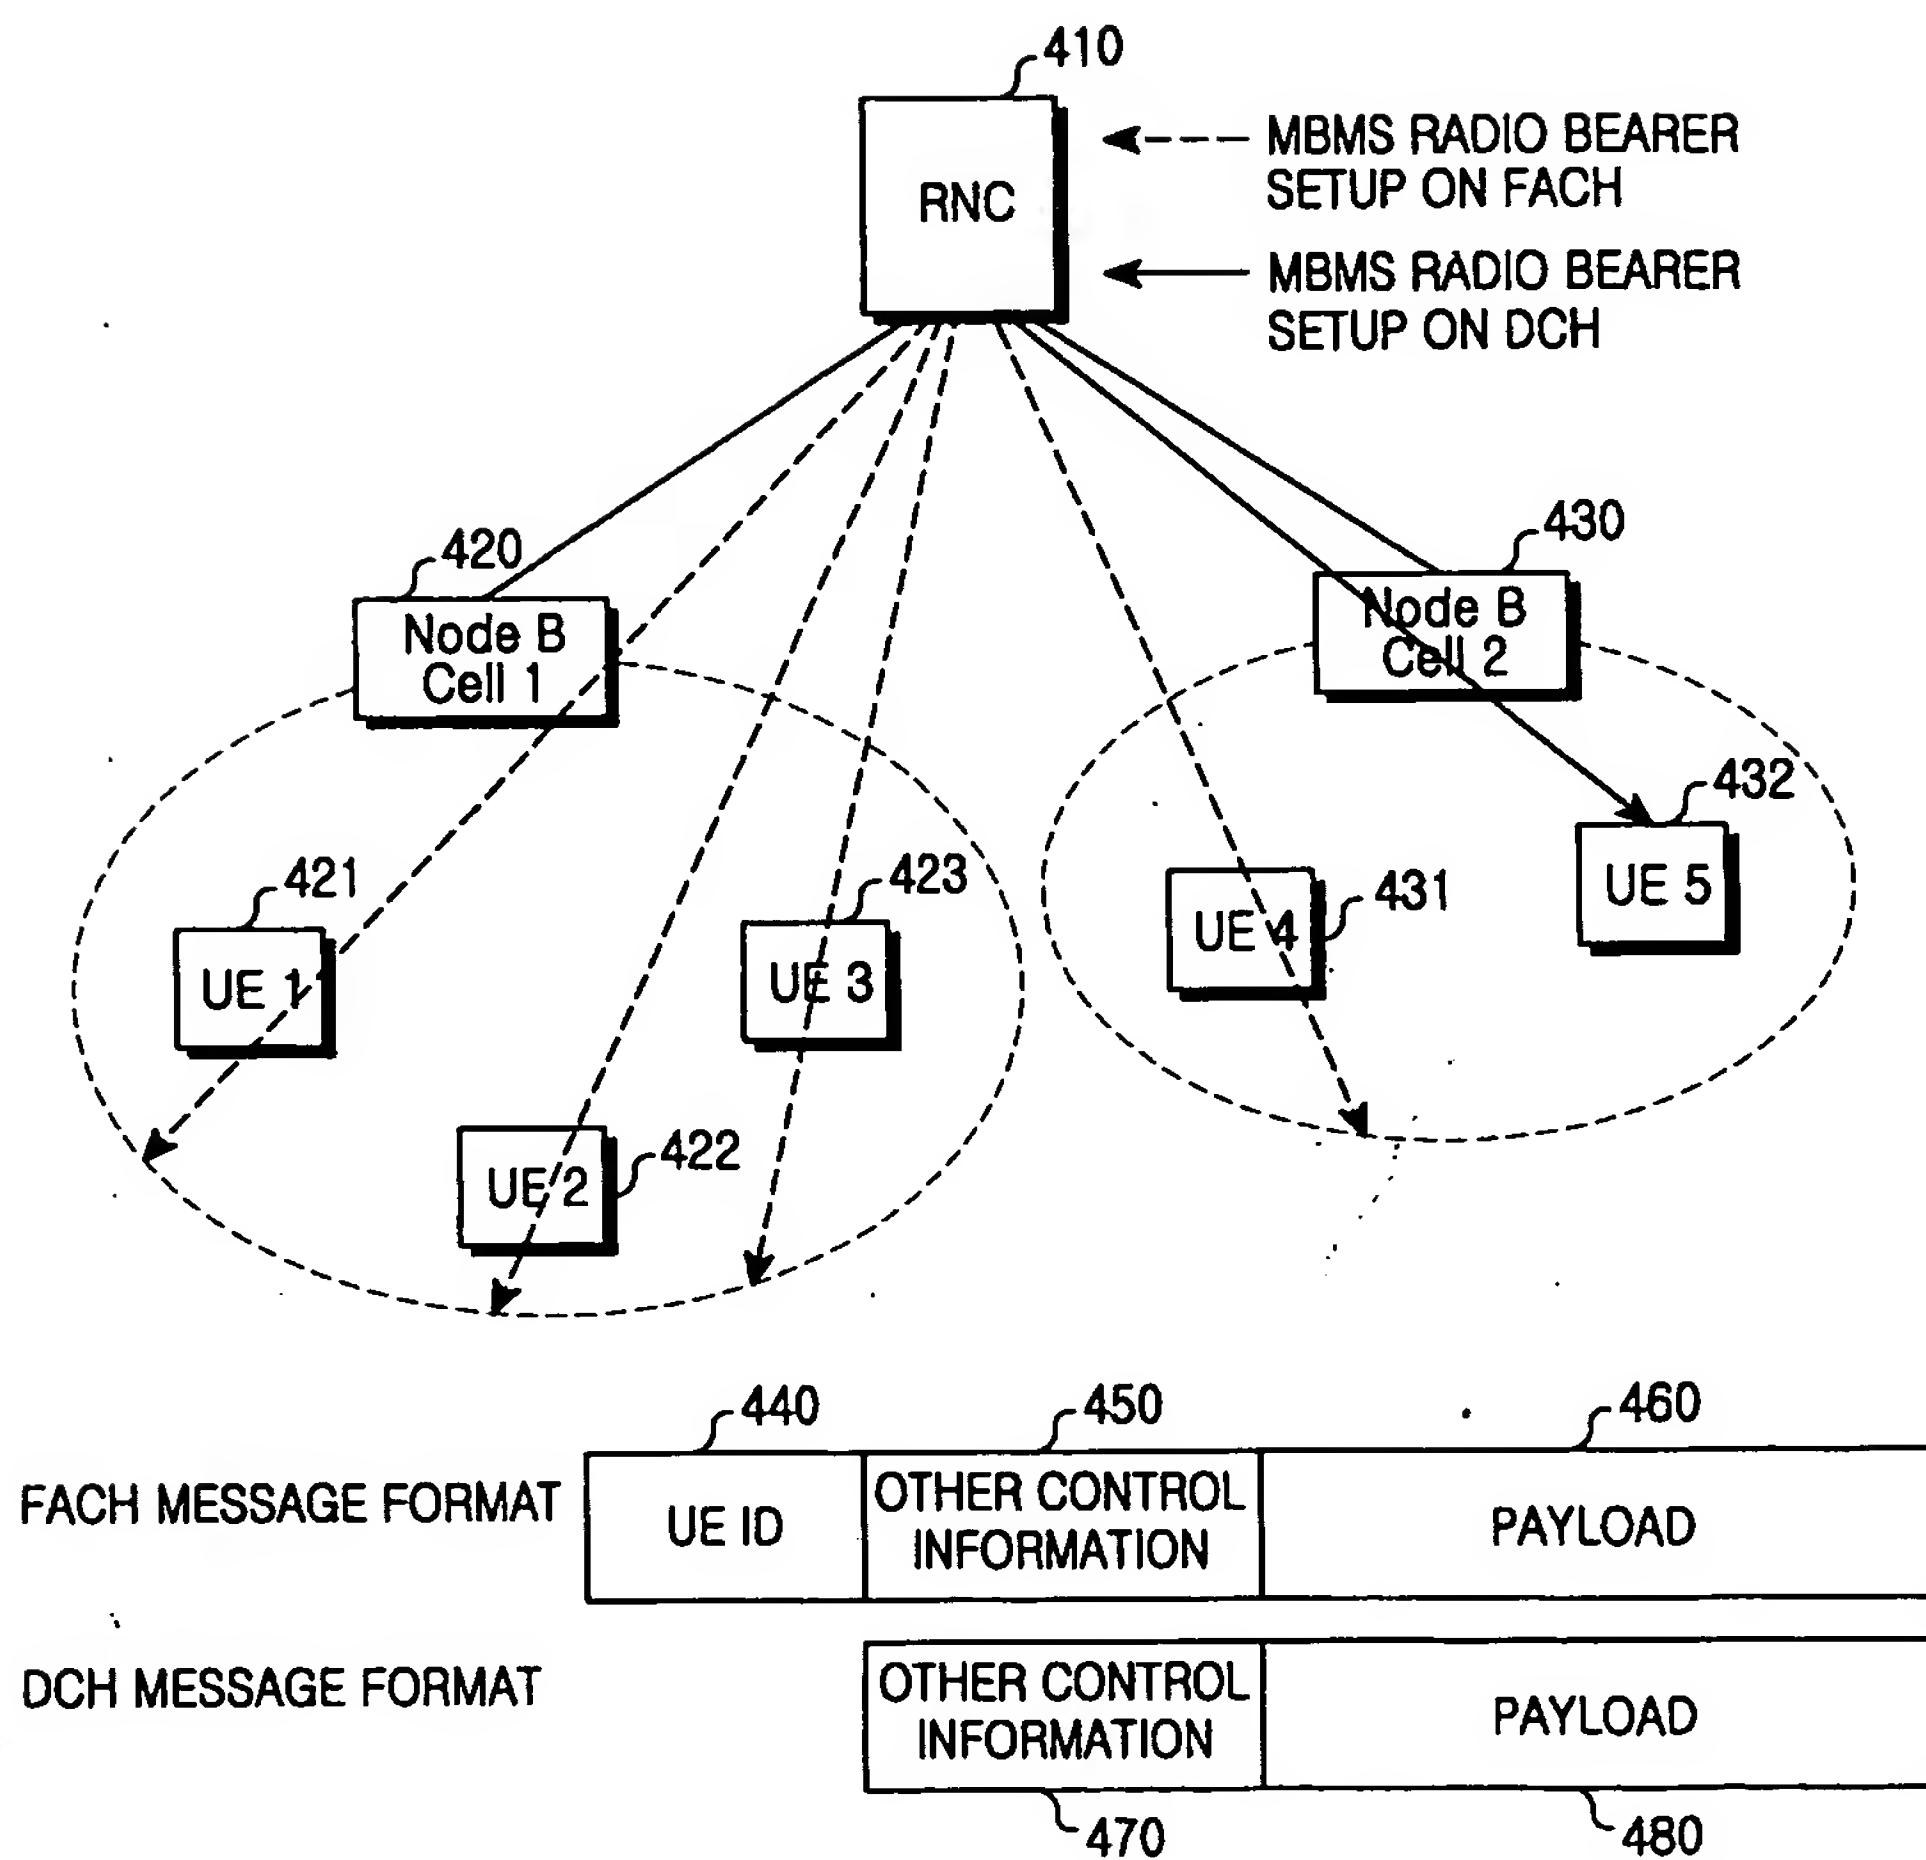 410
RNC
MBMS RADIO BEARER
SETUP ON FACH
MBMS RADIO BEARER
SETUP ON DCH
420
Node B
Cell 1
430
Node B
Cell 2
421
UE 1
422
UE 2
423
UE 3
431
UE 4
432
UE 5
440
450
460
FACH MESSAGE FORMAT
UE ID
OTHER CONTROL
INFORMATION
PAYLOAD
DCH MESSAGE FORMAT
OTHER CONTROL
INFORMATION
PAYLOAD
470
480